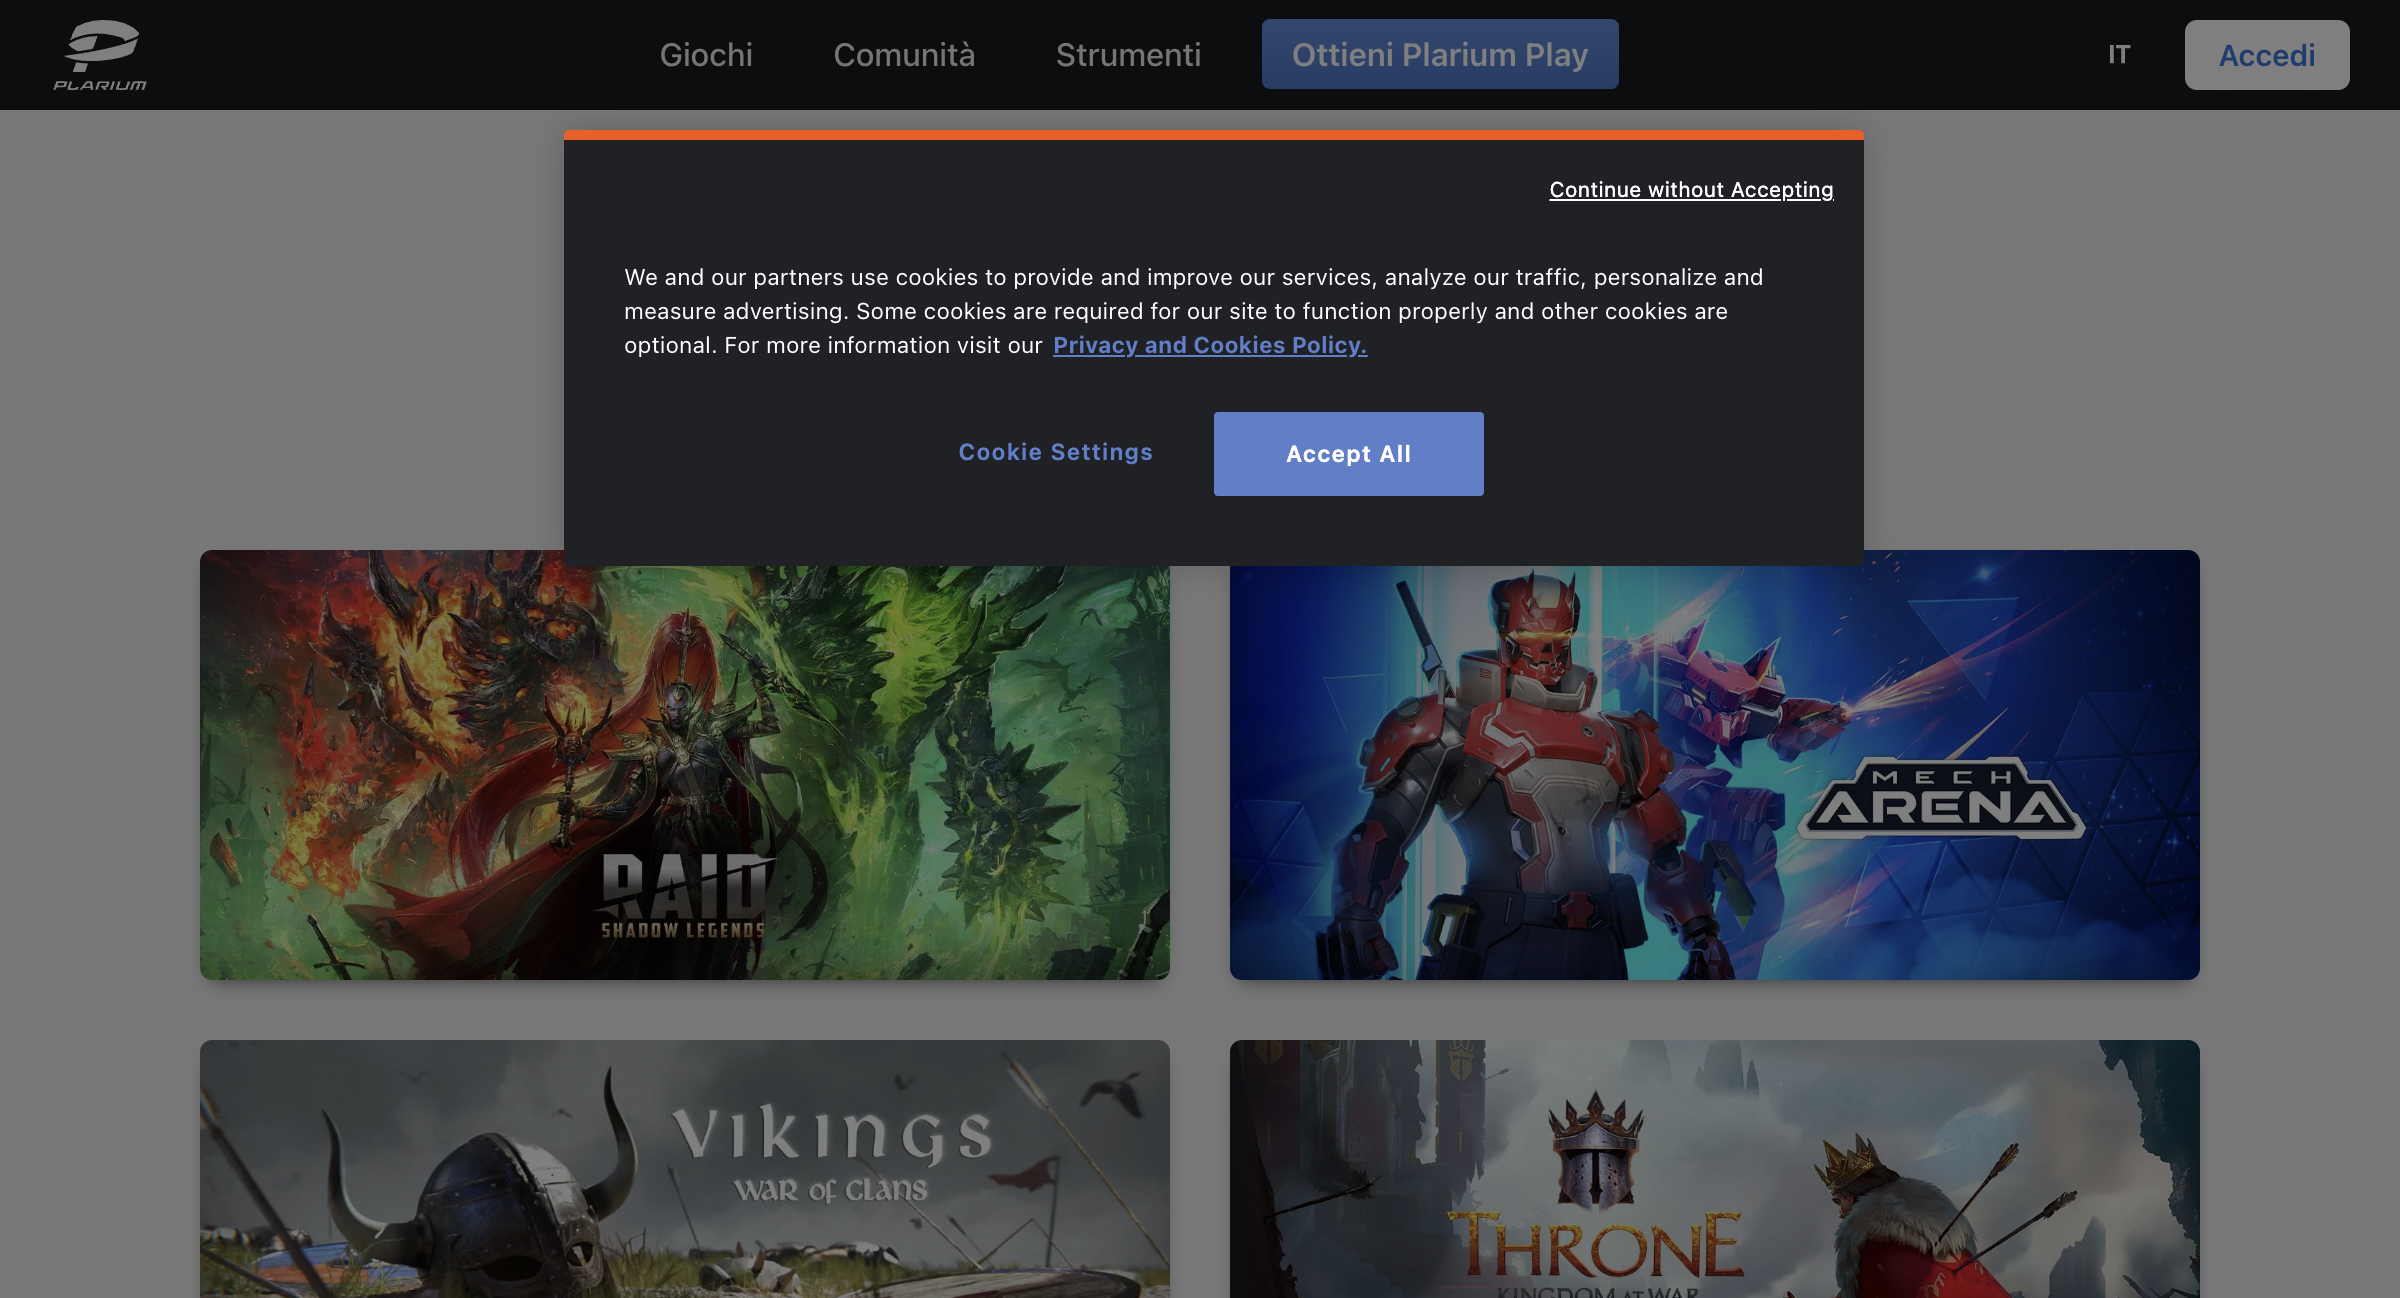 PLARIUM
Giochi
Comunità
Strumenti
Ottieni Plarium Play
IT
Accedi
Continue without Accepting
We and our partners use cookies to provide and improve our services, analyze our traffic, personalize and
measure advertising. Some cookies are required for our site to function properly and other cookies are
optional. For more information visit our Privacy and Cookies Policy.
Cookie Settings
Accept All
RAID
SHADOW LEGENDS
MECH
ARENA
VIKINGS
WAR OF CLANS
THRONE
KINGDOM AT WAR